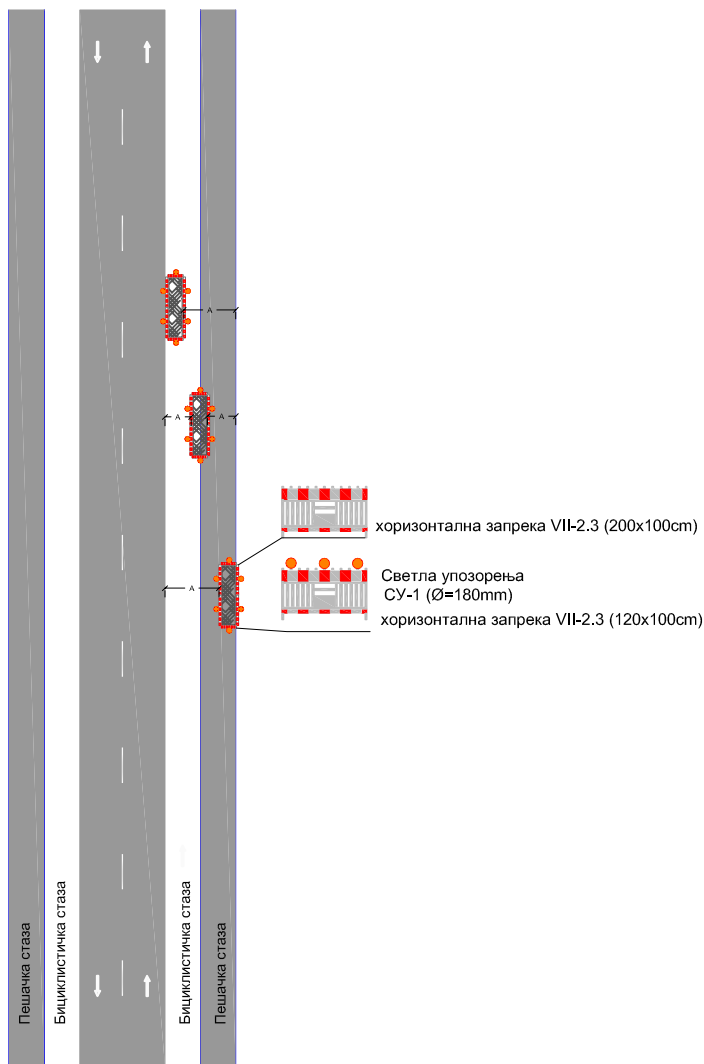 А
А
А
хоризонтална запрека VII-2.3 (200x100cm)
А
Светла упозорења
СУ-1 (Ø=180mm)
хоризонтална запрека VII-2.3 (120x100cm)
Пешачка стаза
Бициклистичка стаза
Бициклистичка стаза
Пешачка стаза